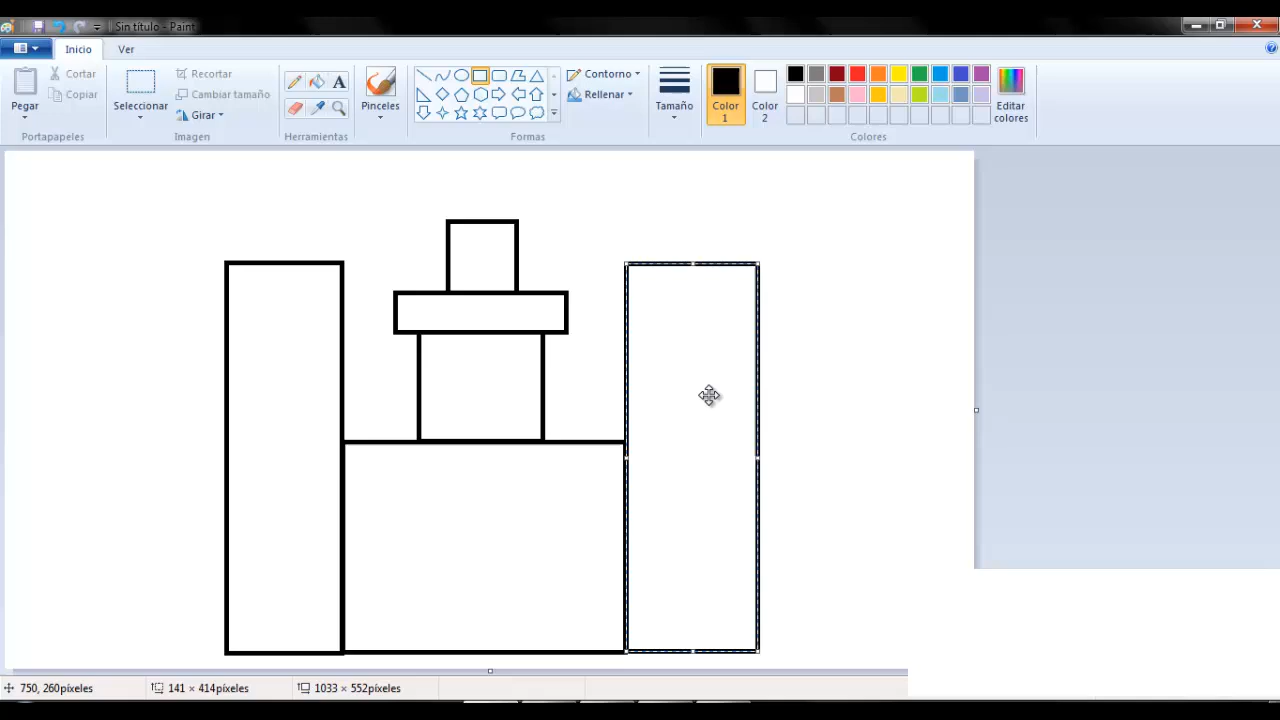 Sin título - Paint
Inicio Ver
Pegar
Cortar
Copiar
Portapapeles
Seleccionar
Recortar
Cambiar tamaño
Girar
Imagen
A
Herramientas
Pinceles
Contorno
Rellenar
Formas
Tamaño
Color
1
Color
2
Editar
colores
Colores
750, 260píxeles 141 × 414píxeles 1033 × 552píxeles